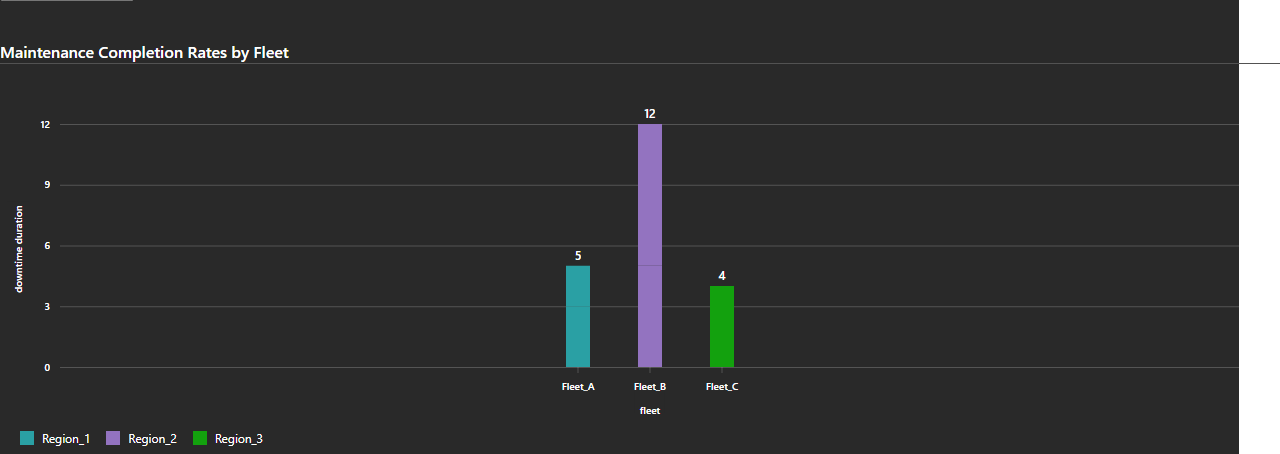 Maintenance Completion Rates by Fleet
downtime duration
12
9
6
3
0
5
12
4
Fleet_A
Fleet_B
Fleet_C
fleet
Region_1
Region_2
Region_3